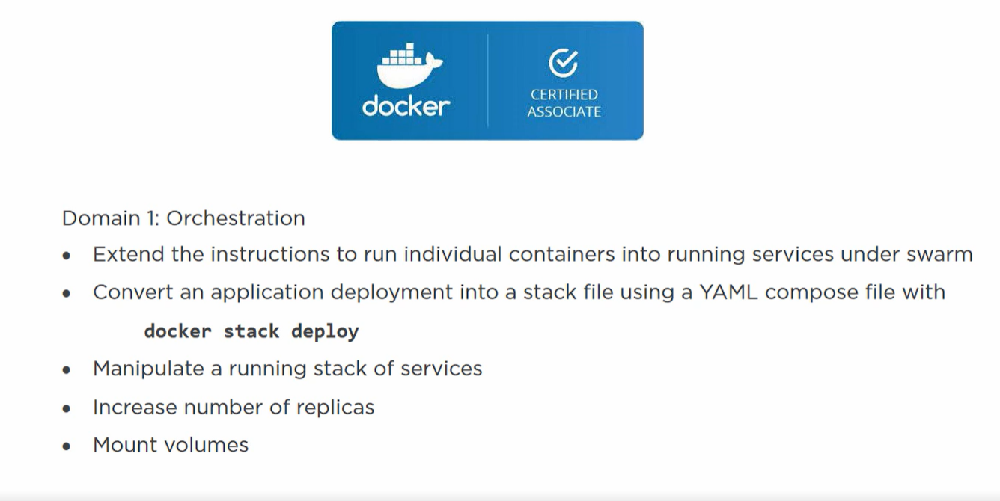 docker
CERTIFIED
ASSOCIATE
Domain 1: Orchestration
• Extend the instructions to run individual containers into running services under swarm
• Convert an application deployment into a stack file using a YAML compose file with
docker stack deploy
• Manipulate a running stack of services
• Increase number of replicas
• Mount volumes